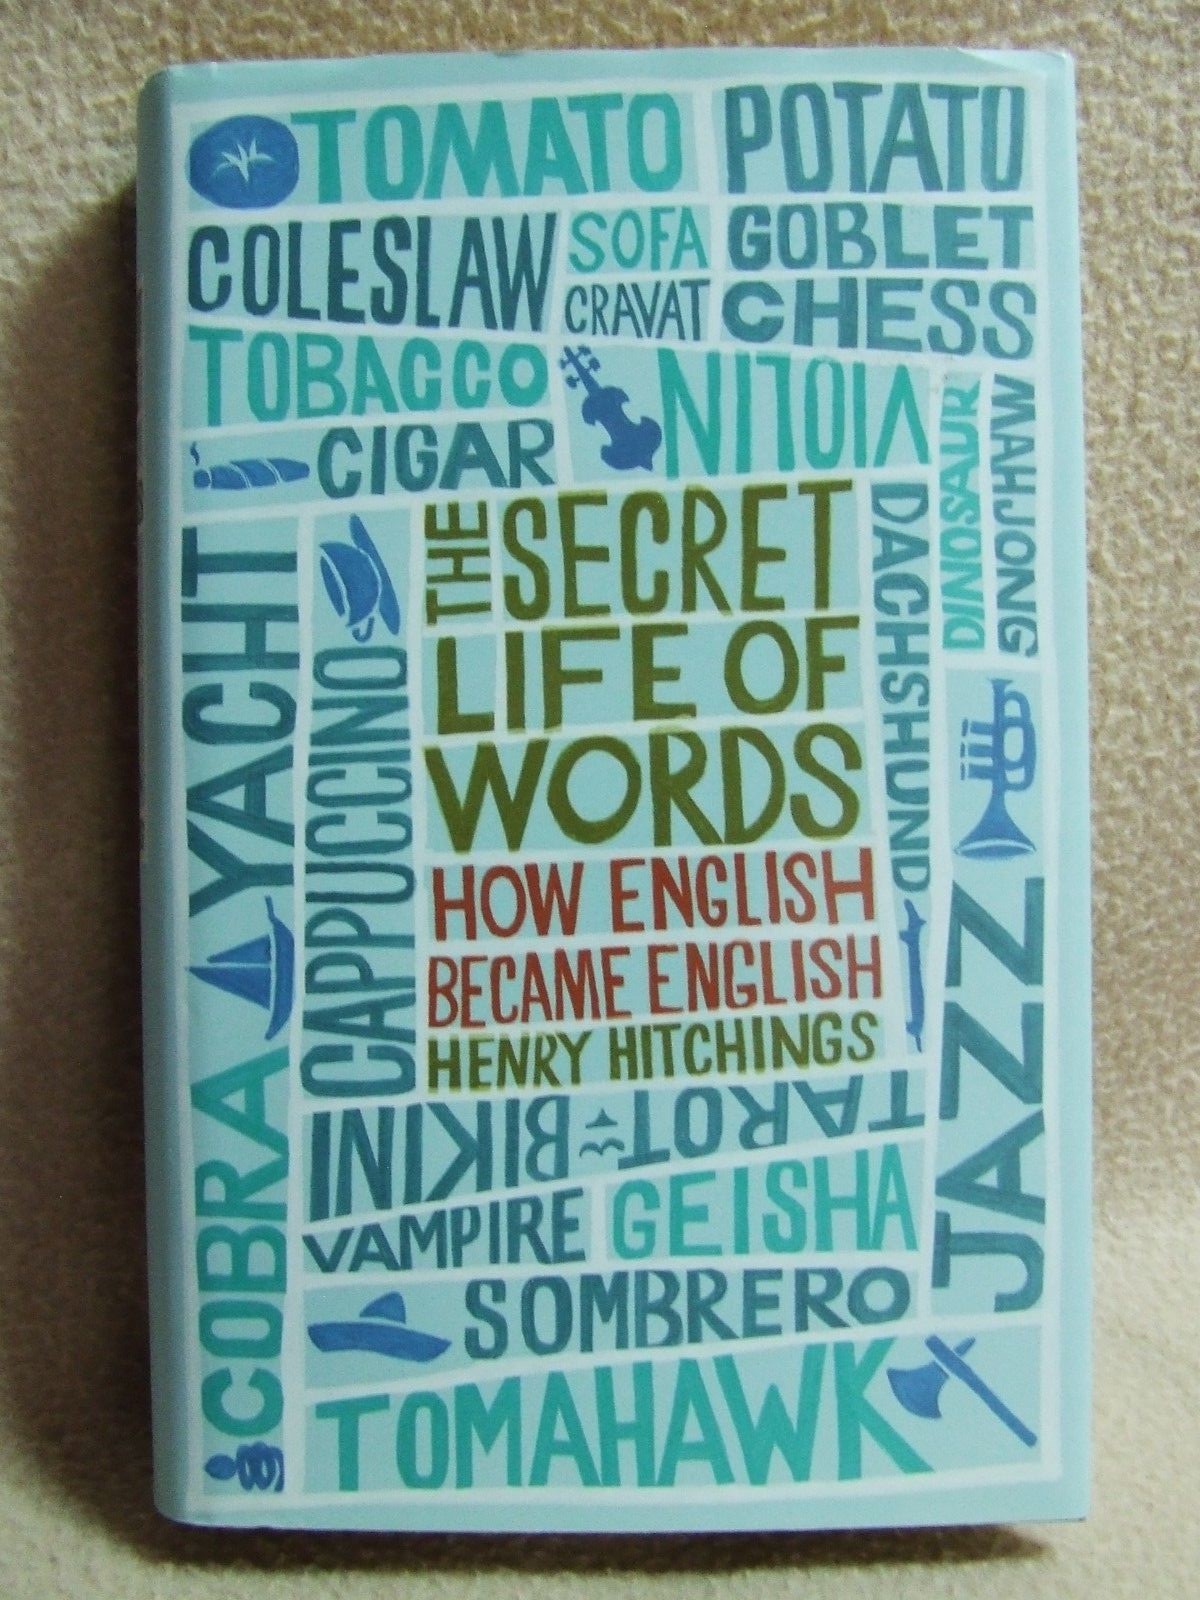 TOMATO
POTATO
COLESLAW
SOFA
GOBLET
CRAVAT
CHESS
TOBACCO
VIOLIN
DINOSAUR
MAHJONG
CIGAR
YACHT
CAPPUCCINO
THE SECRET
LIFE OF
WORDS
HOW ENGLISH
BECAME ENGLISH
HENRY HITCHINGS
DACHSHUND
JAZZ
COBRA
TAROT
BIKINI
VAMPIRE
GEISHA
SOMBRERO
TOMAHAWK